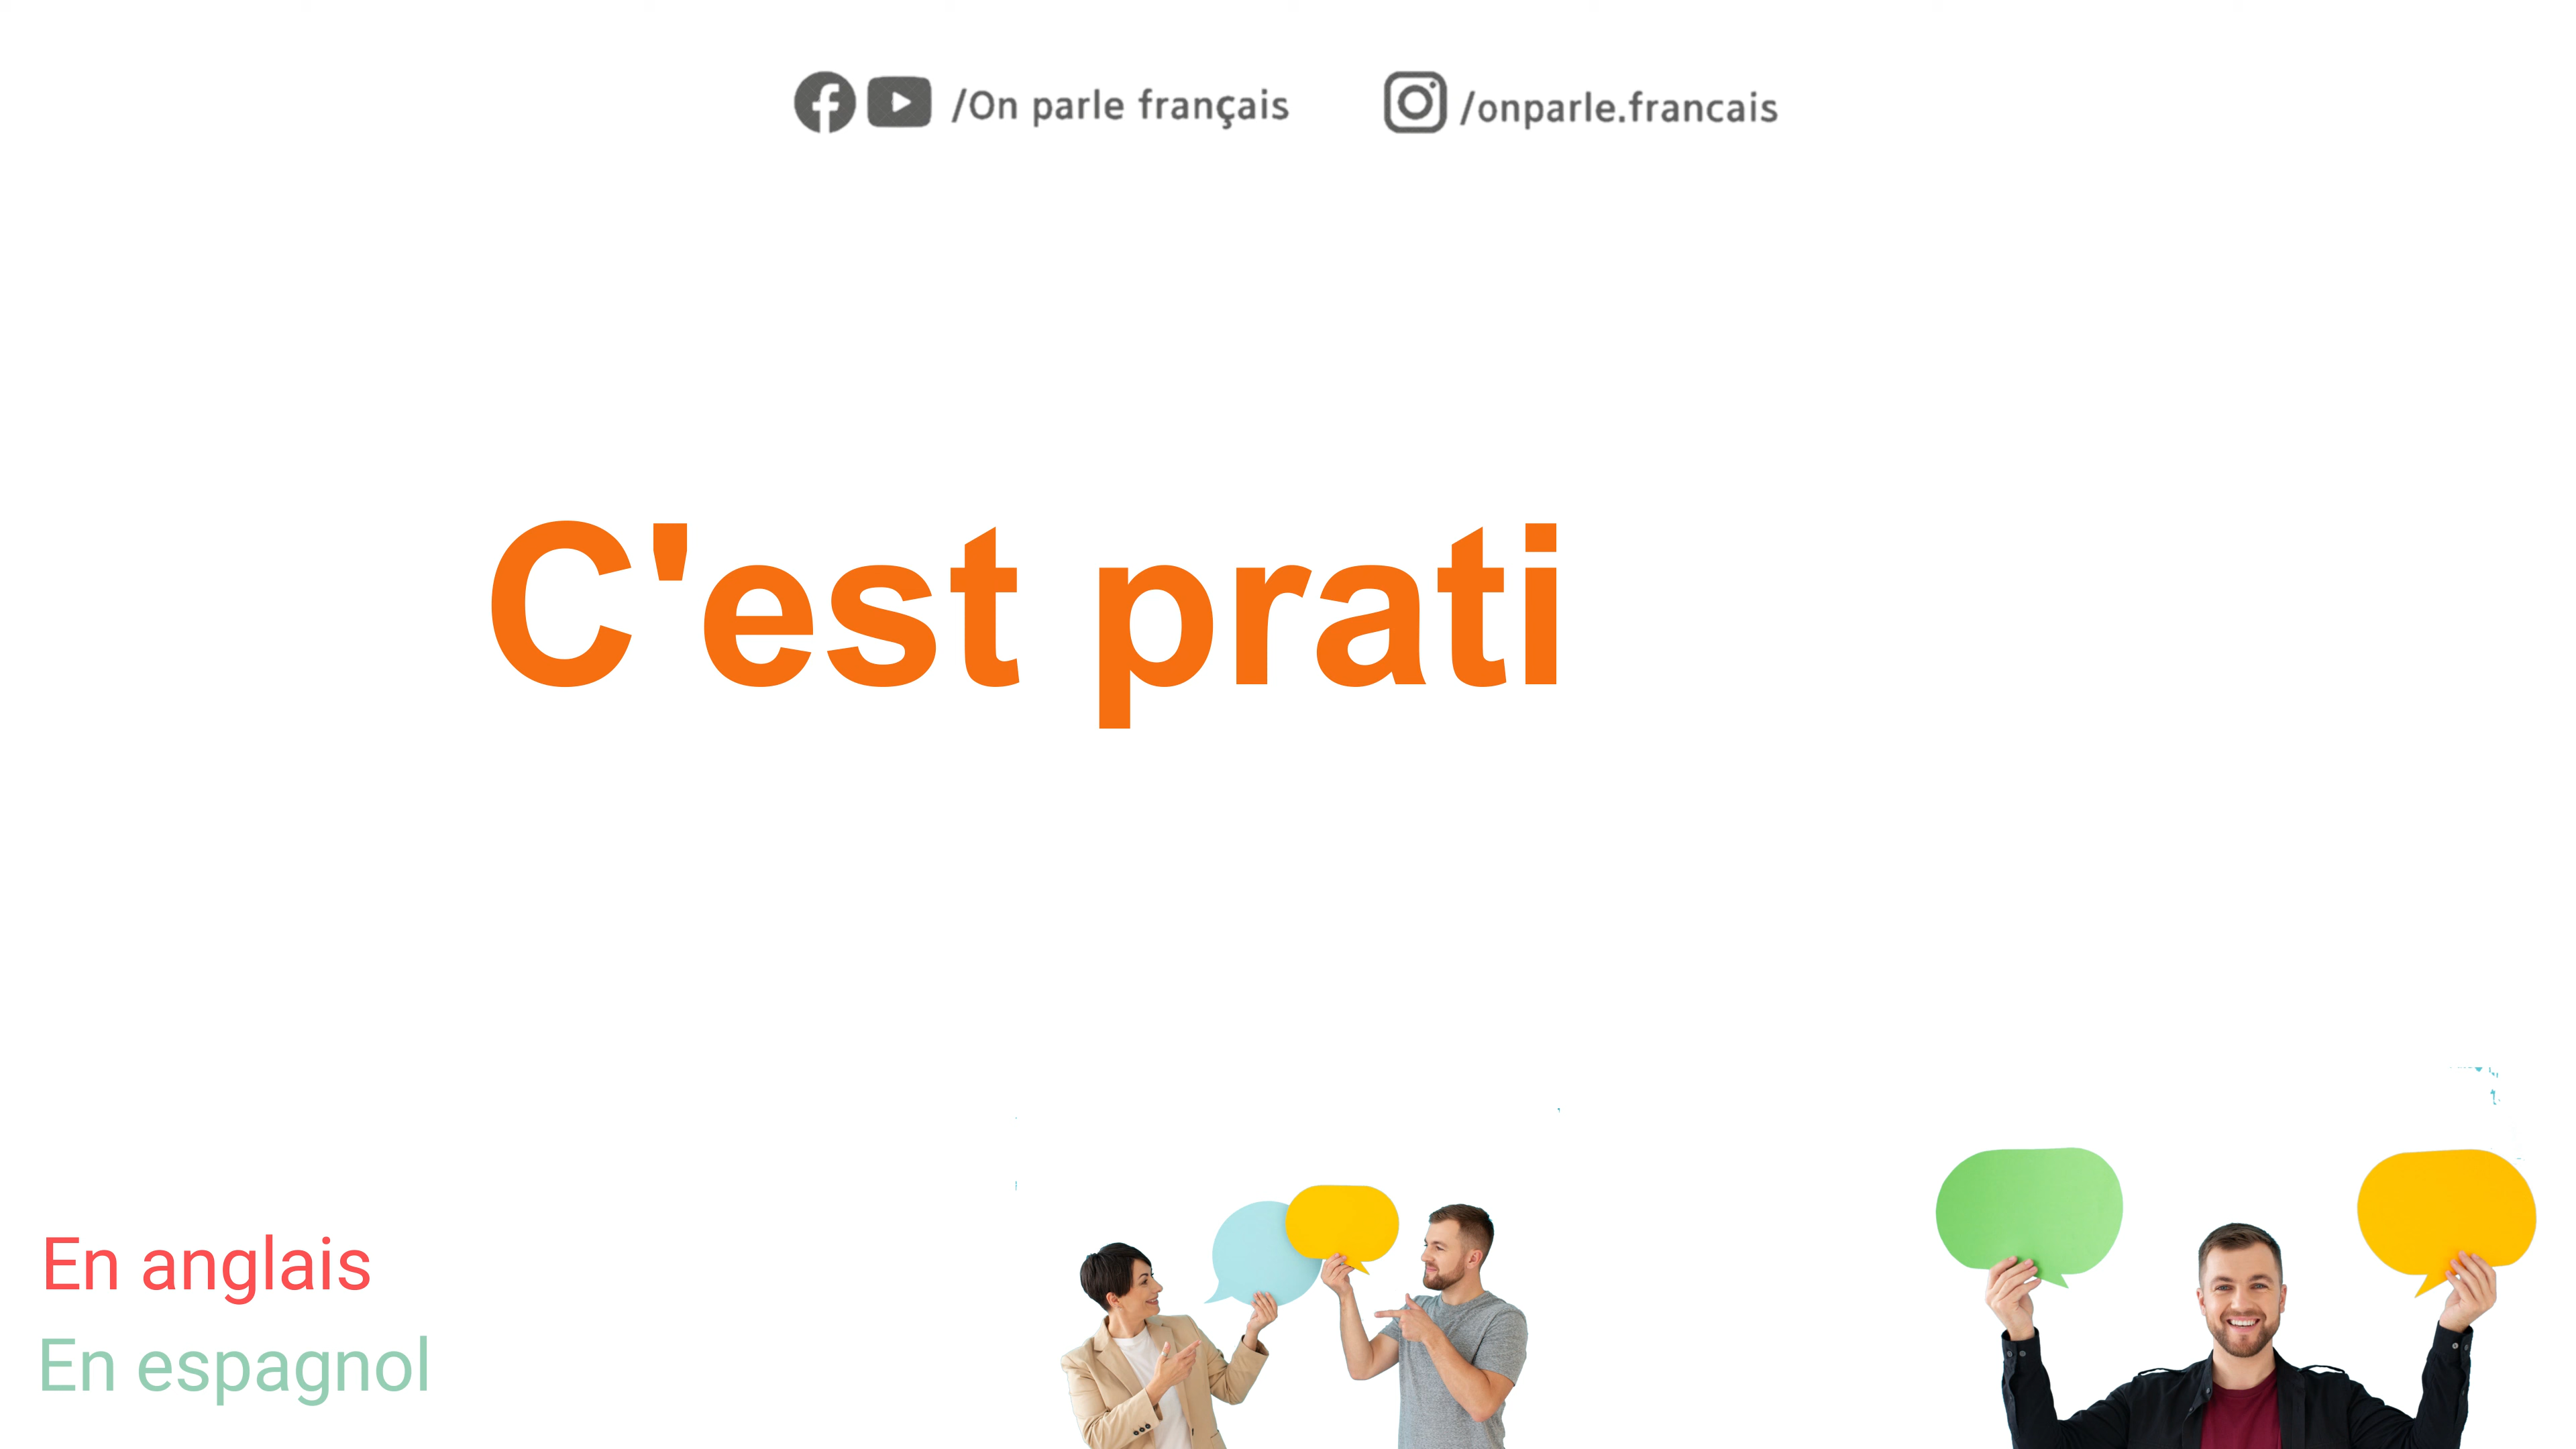 /On parle français
/onparle.francais
C'est prati
En anglais
En espagnol